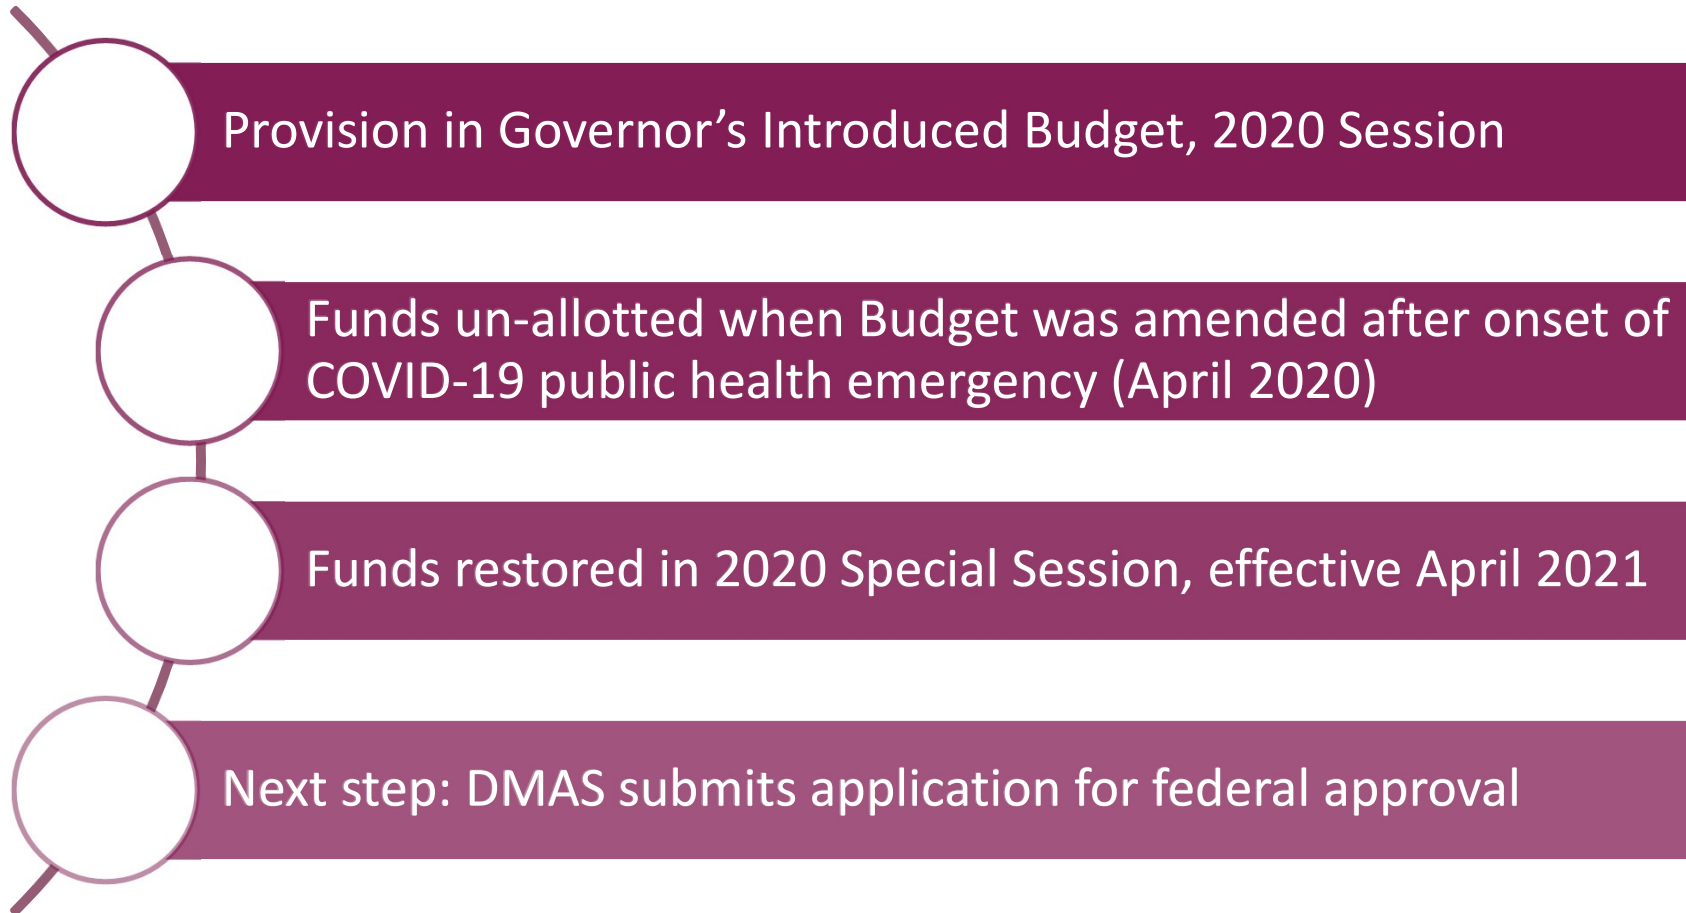 Provision in Governor’s Introduced Budget, 2020 Session
Funds un-allotted when Budget was amended after onset of
COVID-19 public health emergency (April 2020)
Funds restored in 2020 Special Session, effective April 2021
Next step: DMAS submits application for federal approval